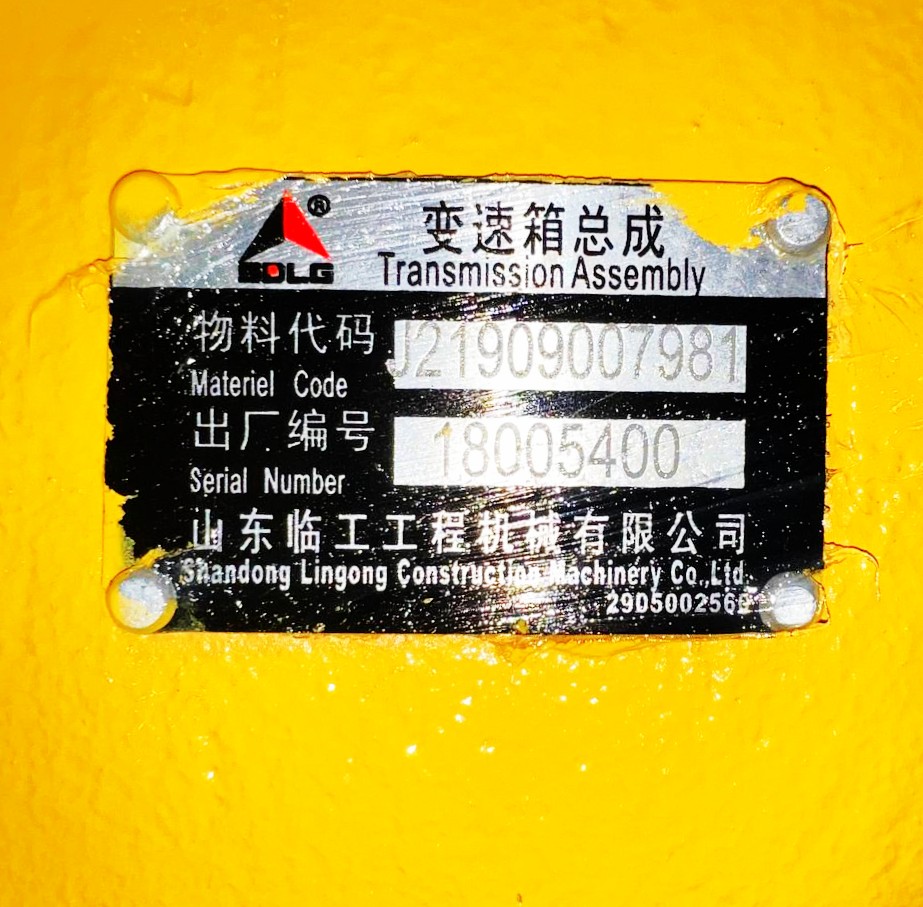 ®
SDLG
变速箱总成
Transmission Assembly
物料代码 J21909007981
Materiel Code
出厂编号 18005400
Serial Number
山东临工工程机械有限公司
Shandong Lingong Construction Machinery Co.,Ltd.